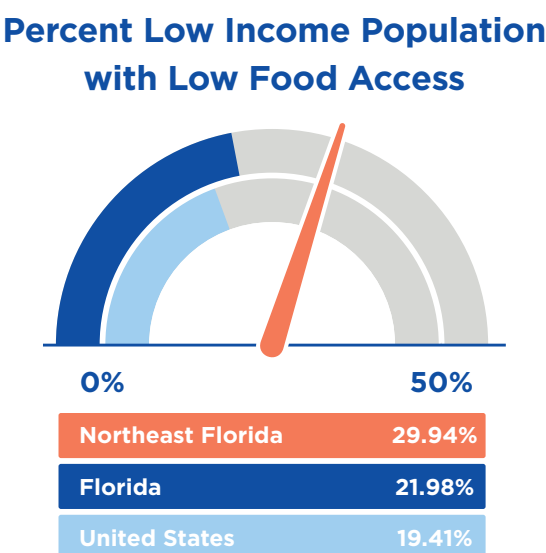 Percent Low Income Population
with Low Food Access
0% 50%
Northeast Florida 29.94%
Florida 21.98%
United States 19.41%